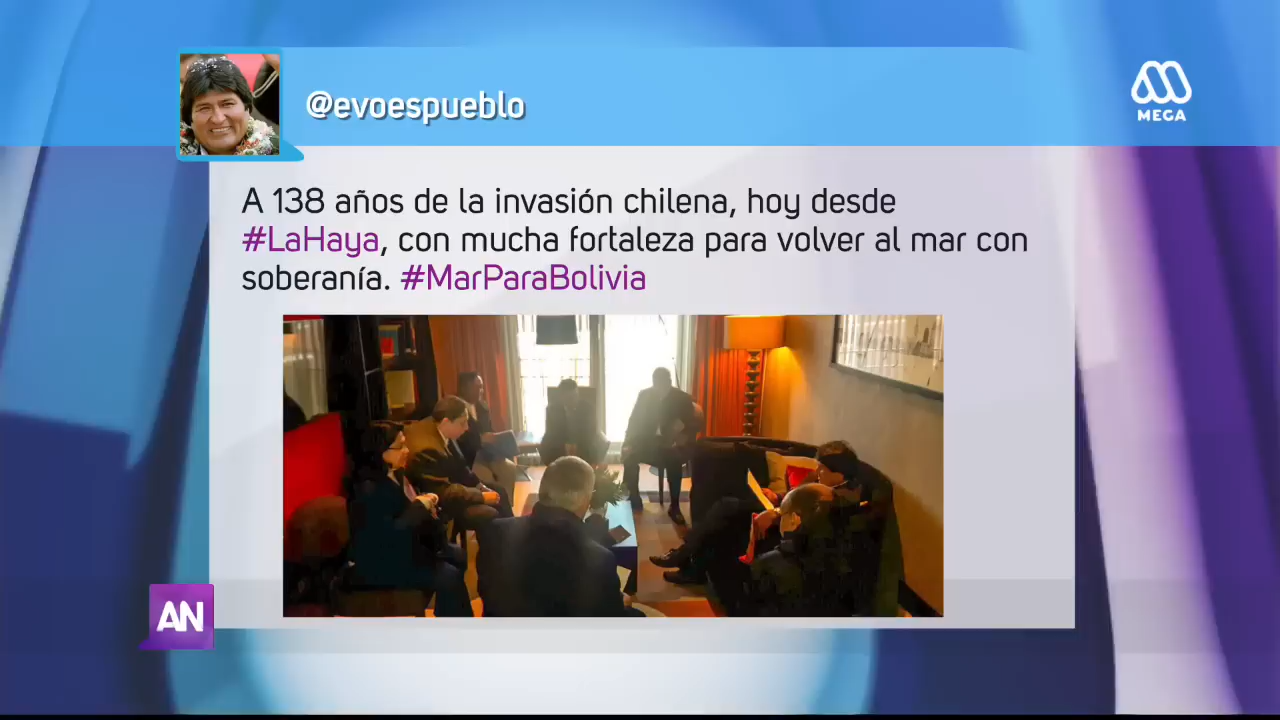 @evoespueblo
MEGA
A 138 años de la invasión chilena, hoy desde
#LaHaya, con mucha fortaleza para volver al mar con
soberanía. #MarParaBolivia
AN